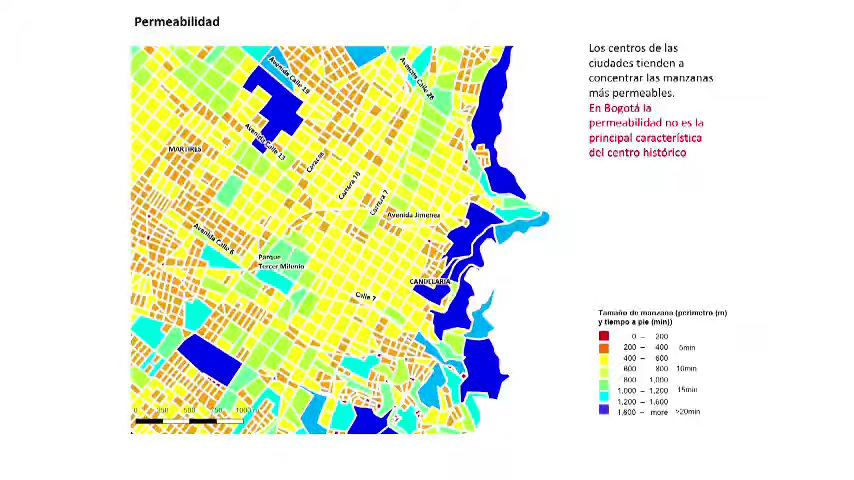 Permeabilidad
Los centros de las
ciudades tienden a
concentrar las manzanas
más permeables.
En Bogotá la
permeabilidad no es la
principal característica
del centro histórico
Avenida Calle 19
Avenida Calle 26
Avenida Calle 13
MARTIRES
Caracas
Carrera 10
Carrera 7
Avenida Jimenez
Avenida Calle 6
Parque
Tercer Milenio
CANDELARIA
Calle 7
0 250 500 750 1000
Tamaño de manzana (perímetro (m)
y tiempo a pie (min))
0 – 200
200 – 400 5min
400 – 600
600 800 10min
800 1,000
1,000 – 1,200 15min
1,200 – 1,600
1,600 – more >20min